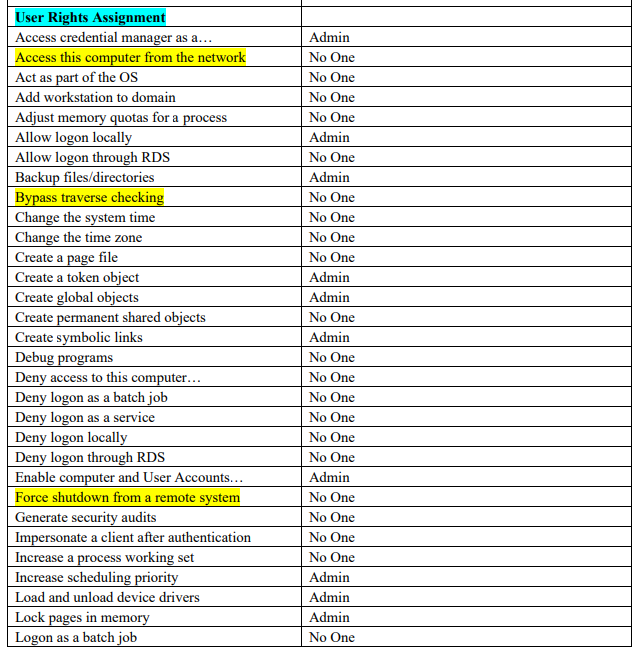 User Rights Assignment
Access credential manager as a… Admin
Access this computer from the network No One
Act as part of the OS No One
Add workstation to domain No One
Adjust memory quotas for a process No One
Allow logon locally Admin
Allow logon through RDS No One
Backup files/directories Admin
Bypass traverse checking No One
Change the system time No One
Change the time zone No One
Create a page file No One
Create a token object Admin
Create global objects Admin
Create permanent shared objects No One
Create symbolic links Admin
Debug programs No One
Deny access to this computer… No One
Deny logon as a batch job No One
Deny logon as a service No One
Deny logon locally No One
Deny logon through RDS No One
Enable computer and User Accounts… Admin
Force shutdown from a remote system No One
Generate security audits No One
Impersonate a client after authentication No One
Increase a process working set No One
Increase scheduling priority Admin
Load and unload device drivers Admin
Lock pages in memory Admin
Logon as a batch job No One